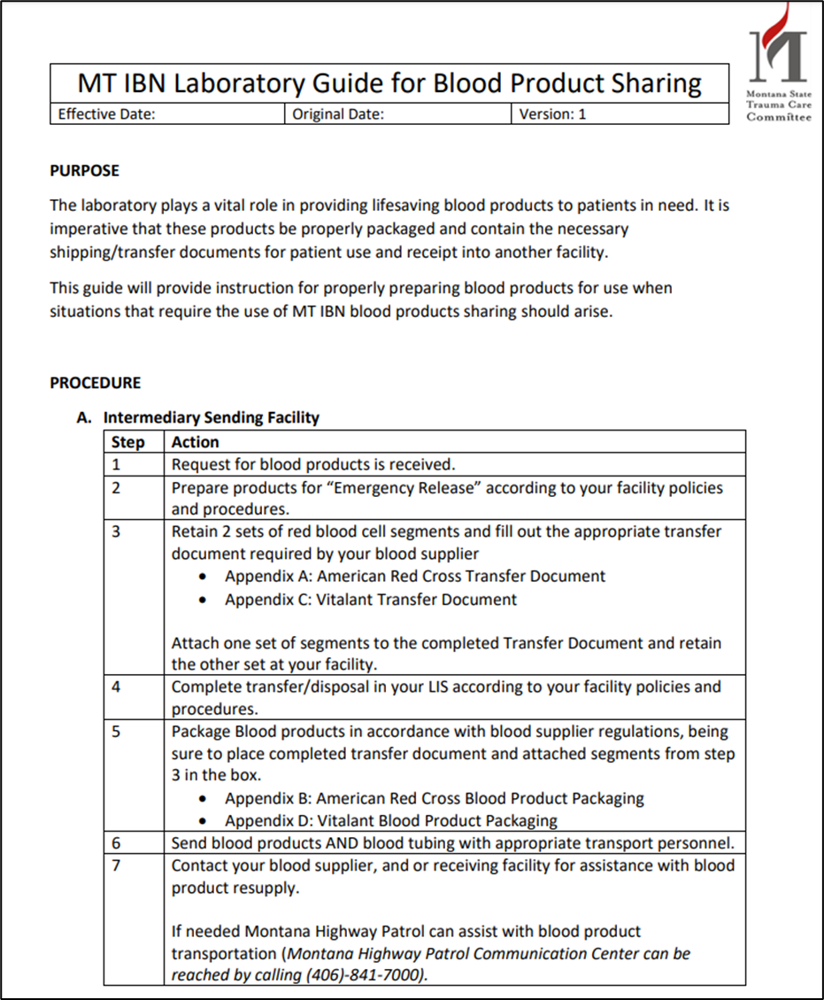 Montana State
Trauma Care
Committee
MT IBN Laboratory Guide for Blood Product Sharing
Effective Date: Original Date: Version: 1
PURPOSE
The laboratory plays a vital role in providing lifesaving blood products to patients in need. It is
imperative that these products be properly packaged and contain the necessary
shipping/transfer documents for patient use and receipt into another facility.
This guide will provide instruction for properly preparing blood products for use when
situations that require the use of MT IBN blood products sharing should arise.
PROCEDURE
A. Intermediary Sending Facility
Step Action
1 Request for blood products is received.
2 Prepare products for “Emergency Release” according to your facility policies
and procedures.
3 Retain 2 sets of red blood cell segments and fill out the appropriate transfer
document required by your blood supplier
• Appendix A: American Red Cross Transfer Document
• Appendix C: Vitalant Transfer Document
Attach one set of segments to the completed Transfer Document and retain
the other set at your facility.
4 Complete transfer/disposal in your LIS according to your facility policies and
procedures.
5 Package Blood products in accordance with blood supplier regulations, being
sure to place completed transfer document and attached segments from step
3 in the box.
• Appendix B: American Red Cross Blood Product Packaging
• Appendix D: Vitalant Blood Product Packaging
6 Send blood products AND blood tubing with appropriate transport personnel.
7 Contact your blood supplier, and or receiving facility for assistance with blood
product resupply.
If needed Montana Highway Patrol can assist with blood product
transportation (Montana Highway Patrol Communication Center can be
reached by calling (406)-841-7000).